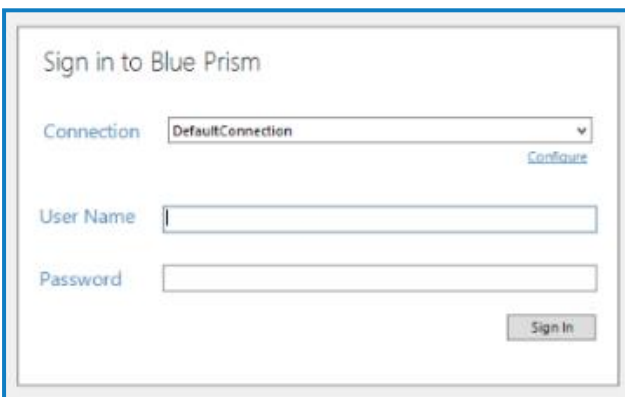 Sign in to Blue Prism
Connection DefaultConnection
Configure
User Name
Password
Sign In